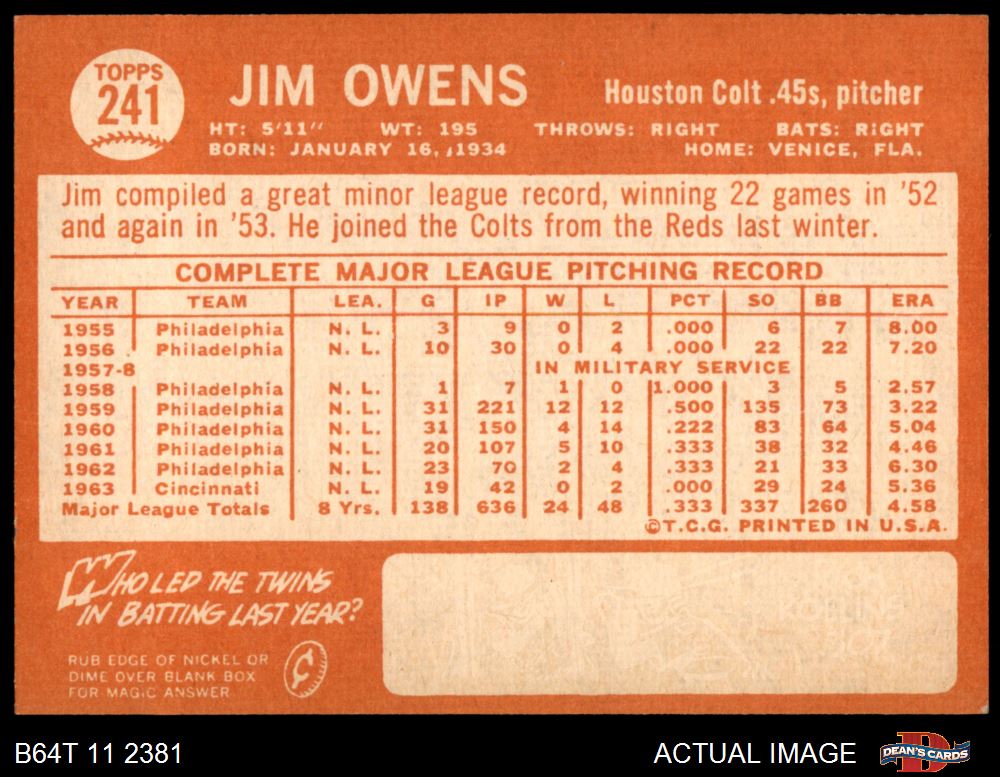 TOPPS
241
JIM OWENS
Houston Colt .45s, pitcher
HT: 5'11" WT: 195 THROWS: RIGHT BATS: RIGHT
BORN: JANUARY 16, 1934 HOME: VENICE, FLA.
Jim compiled a great minor league record, winning 22 games in '52
and again in '53. He joined the Colts from the Reds last winter.
COMPLETE MAJOR LEAGUE PITCHING RECORD
YEAR TEAM LEA. G IP W L PCT SO BB ERA
1955 Philadelphia N. L. 3 9 0 2 .000 6 7 8.00
1956 Philadelphia N. L. 10 30 0 4 .000 22 22 7.20
1957-8 IN MILITARY SERVICE
1958 Philadelphia N. L. 1 7 1 0 1.000 3 5 2.57
1959 Philadelphia N. L. 31 221 12 12 .500 135 73 3.22
1960 Philadelphia N. L. 31 150 4 14 .222 83 64 5.04
1961 Philadelphia N. L. 20 107 5 10 .333 38 32 4.46
1962 Philadelphia N. L. 23 70 2 4 .333 21 33 6.30
1963 Cincinnati N. L. 19 42 0 2 .000 29 24 5.36
Major League Totals 8 Yrs. 138 636 24 48 .333 337 260 4.58
©T.C.G. PRINTED IN U.S.A.
WHO LED THE TWINS
IN BATTING LAST YEAR?
RUB EDGE OF NICKEL OR
DIME OVER BLANK BOX
FOR MAGIC ANSWER
¢
B64T 11 2381
ACTUAL IMAGE
D
DEAN'S CARDS